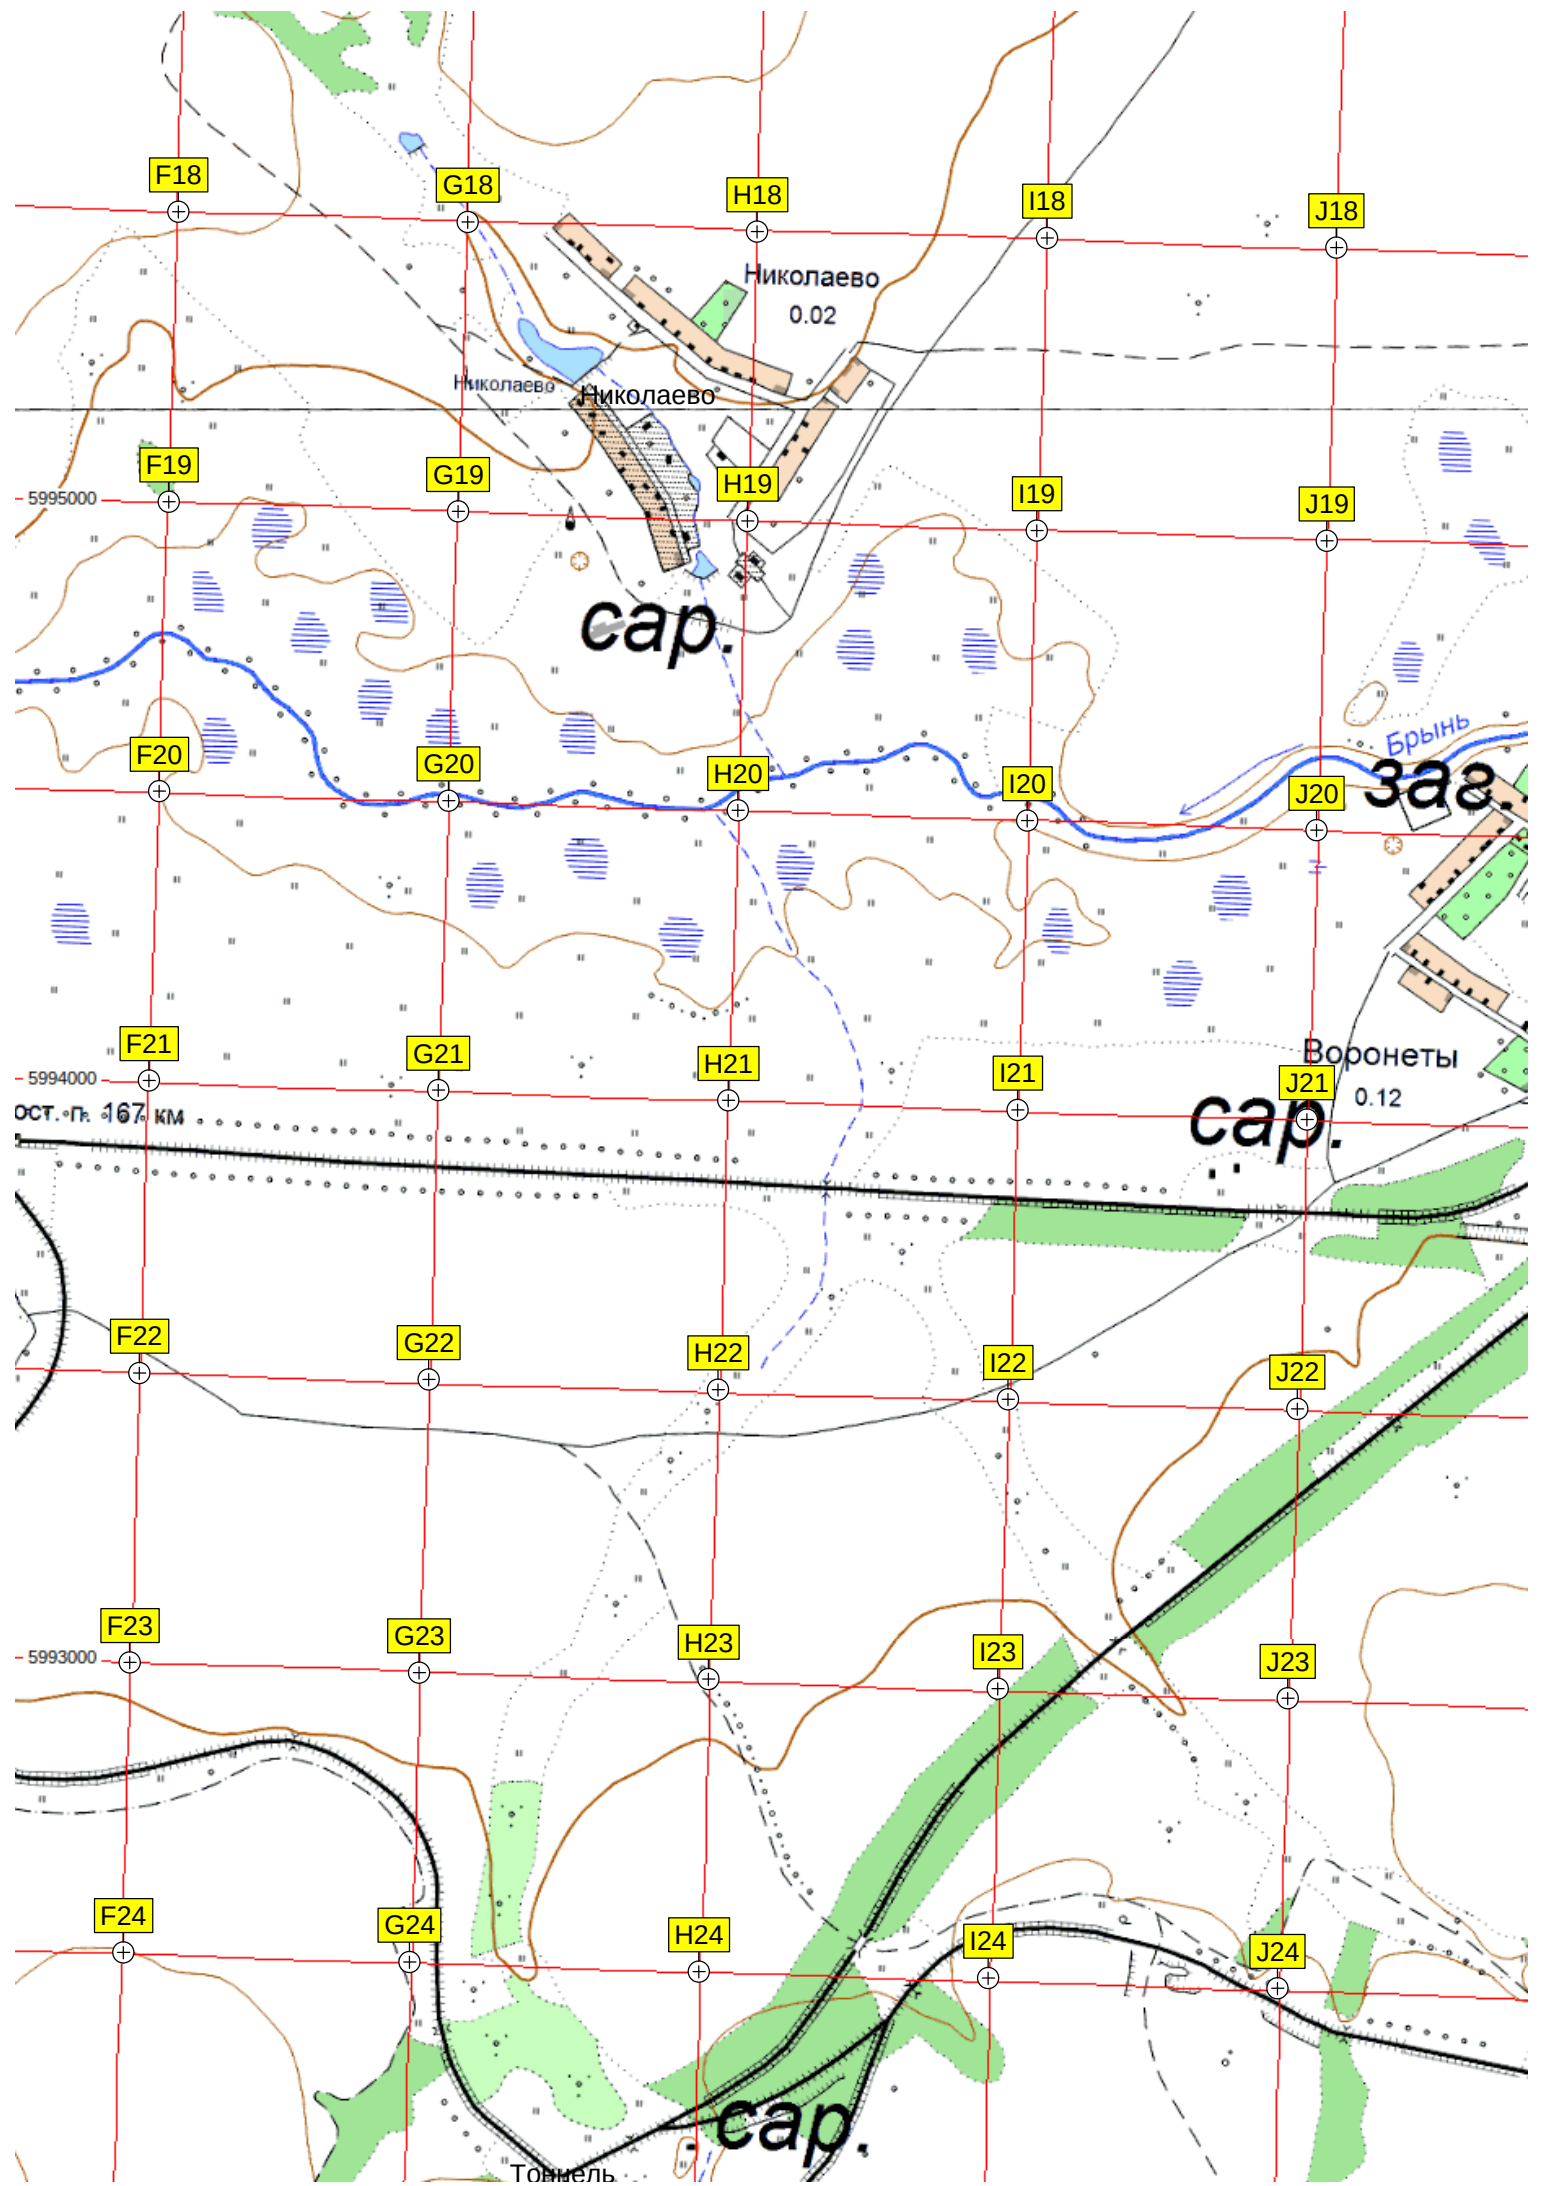 F18
G18
H18
I18
J18
Николаево
0.02
Николаево
Николаево
F19
G19
H19
I19
J19
5995000
сар.
Брынь
F20
G20
H20
I20
J20
заг.
F21
G21
H21
I21
J21
Воронеты
0.12
5994000
ост. п. 167 км
сар.
F22
G22
H22
I22
J22
F23
G23
H23
I23
J23
5993000
F24
G24
H24
I24
J24
сар.
Тоннель